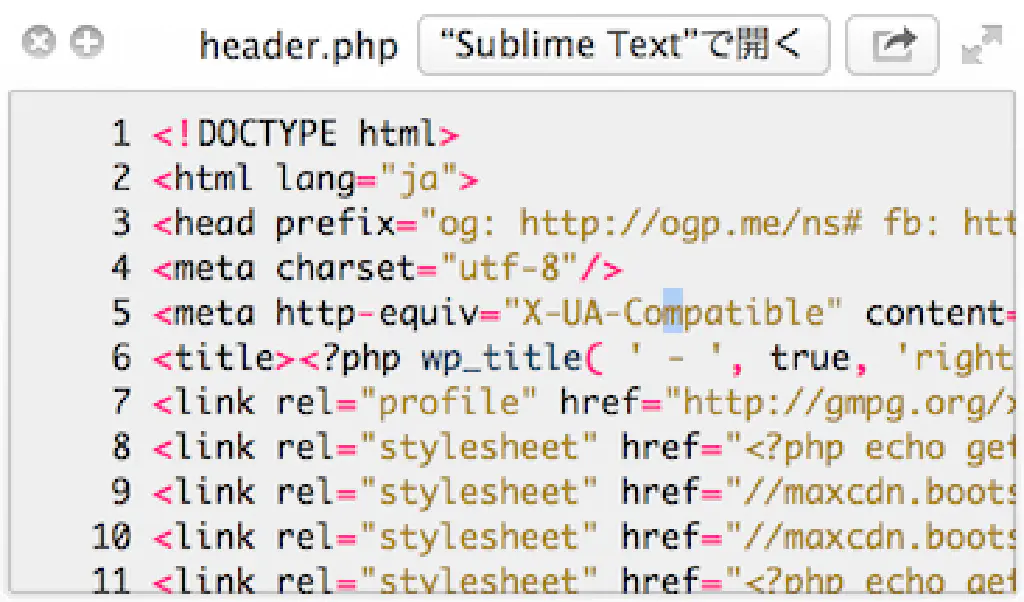 header.php “Sublime Text”で開く
1 <!DOCTYPE html>
2 <html lang="ja">
3 <head prefix="og: http://ogp.me/ns# fb: htt
4 <meta charset="utf-8"/>
5 <meta http-equiv="X-UA-Compatible" content=
6 <title><?php wp_title( ' - ', true, 'right
7 <link rel="profile" href="http://gmpg.org/x
8 <link rel="stylesheet" href="<?php echo get
9 <link rel="stylesheet" href="//maxcdn.boots
10 <link rel="stylesheet" href="//maxcdn.boots
11 <link rel="stylesheet" href="<?php echo get